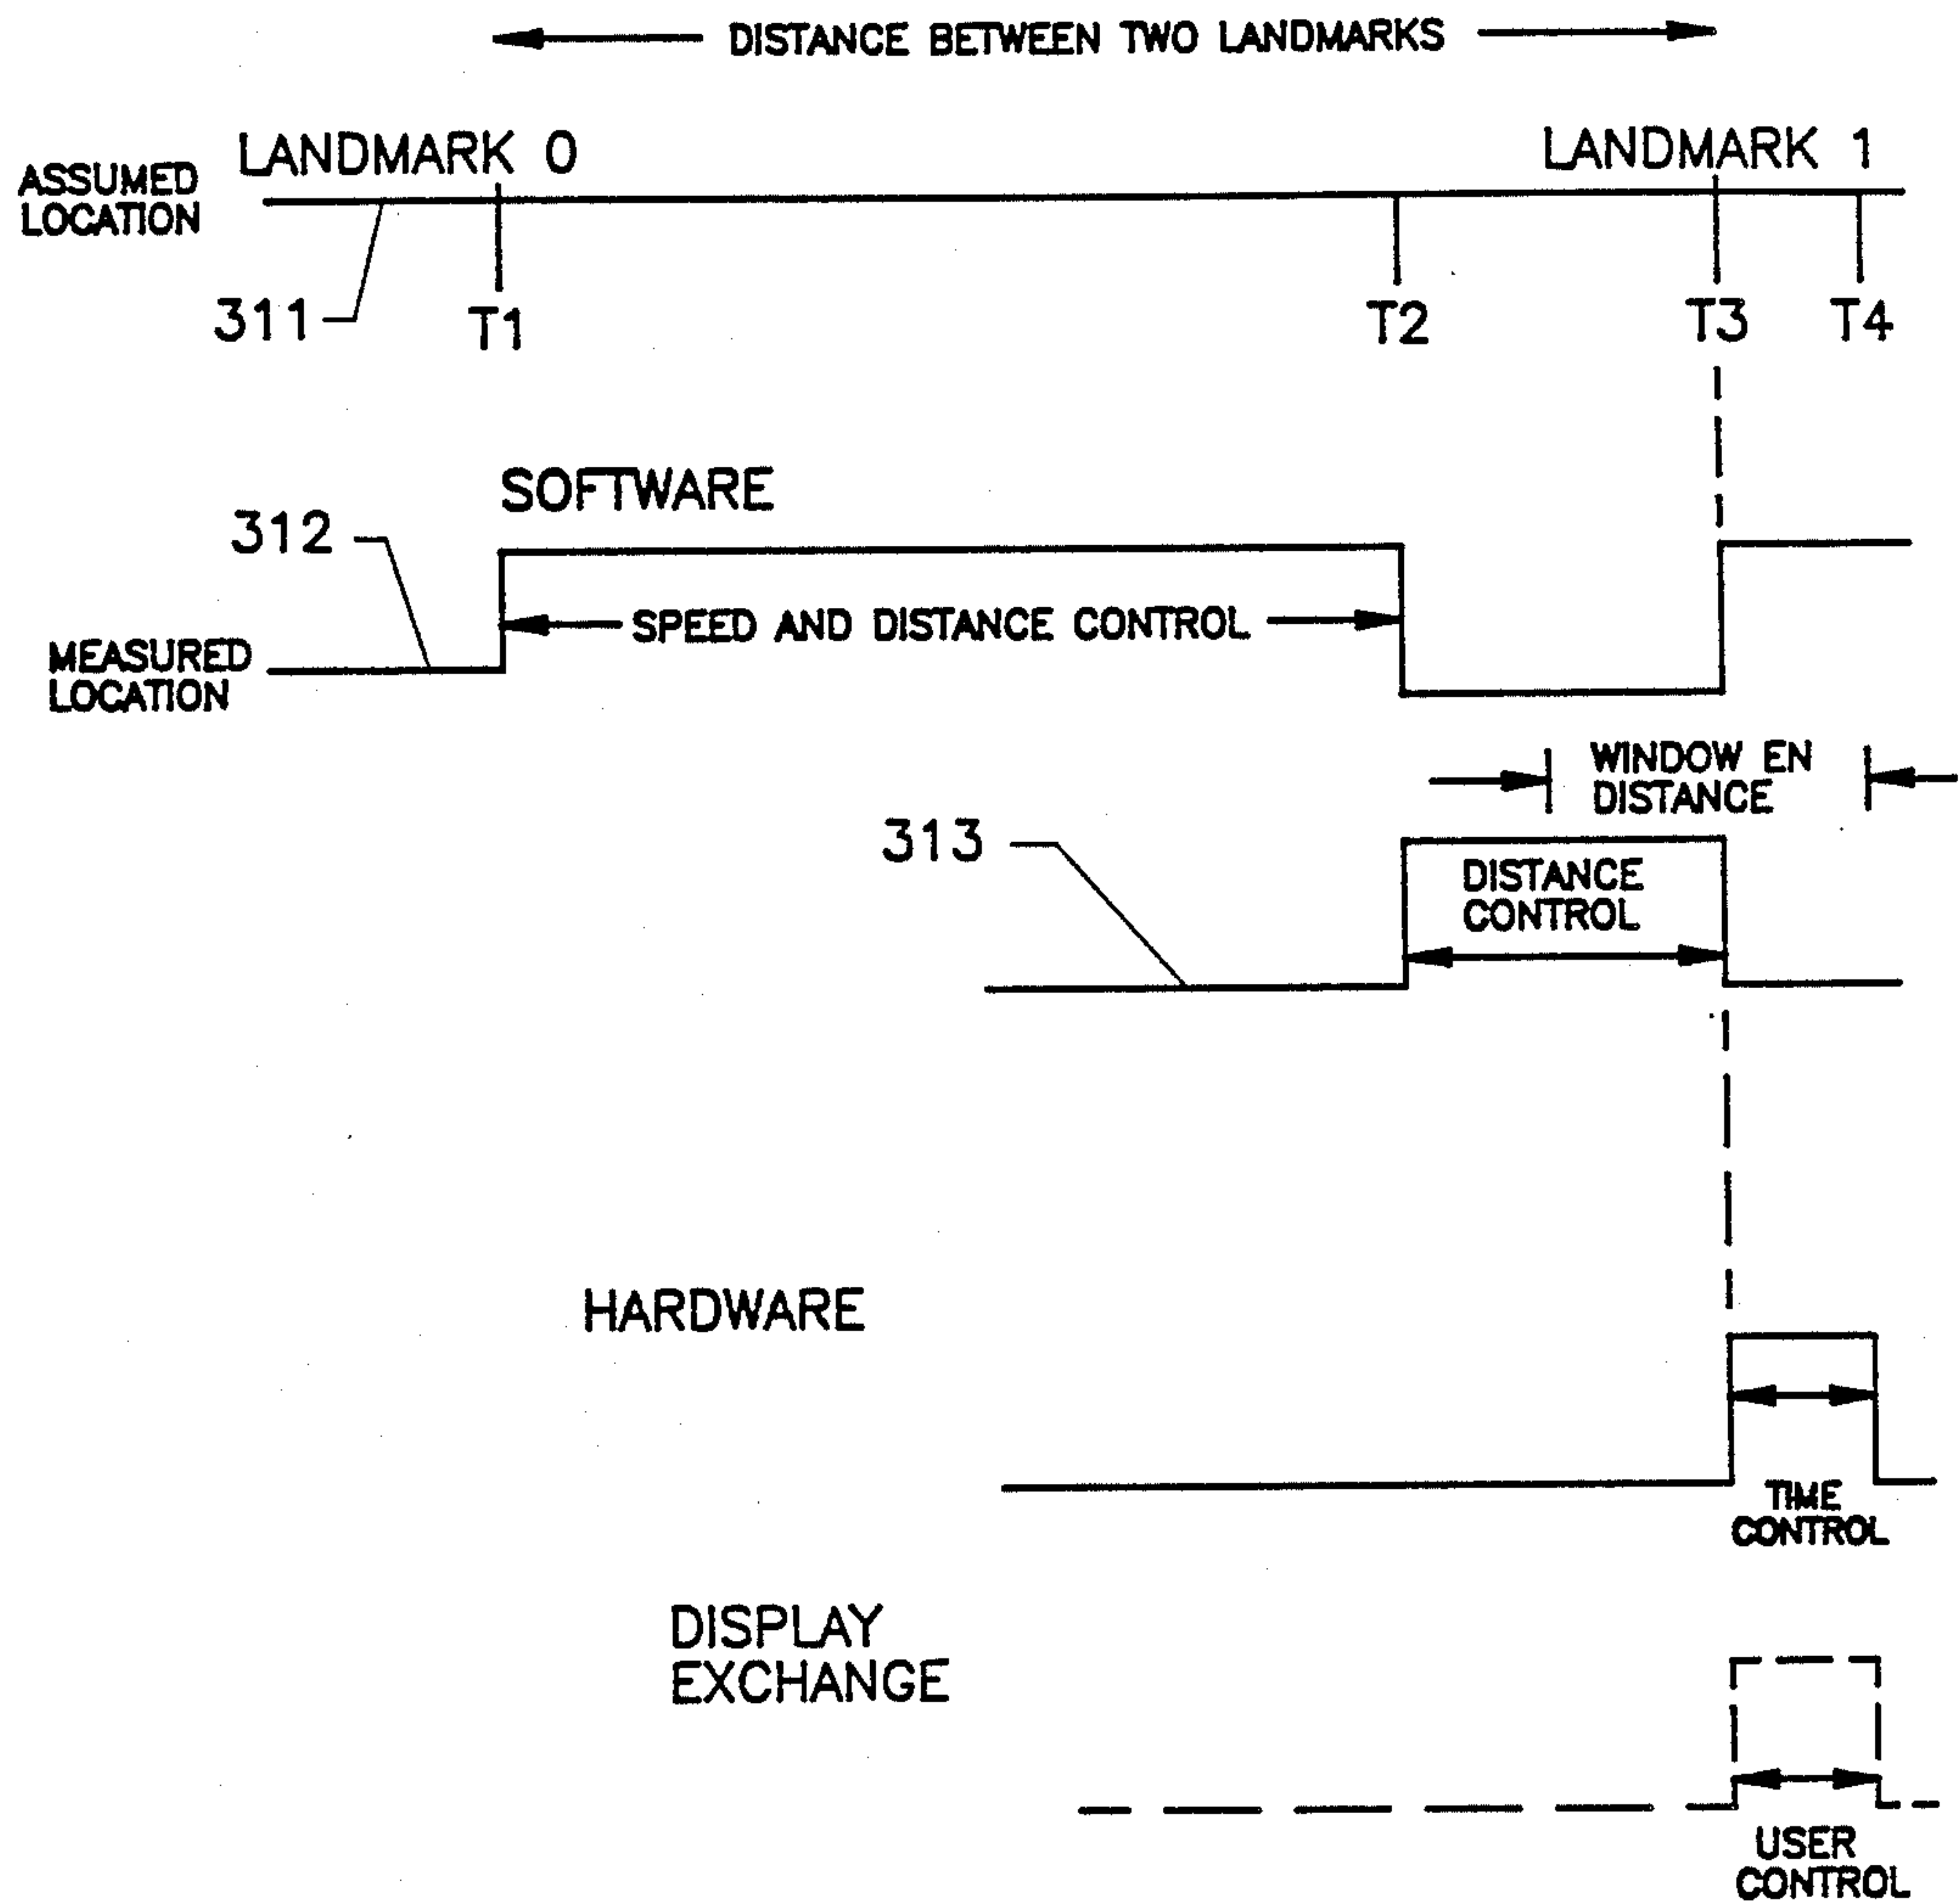 DISTANCE BETWEEN TWO LANDMARKS
LANDMARK 0
LANDMARK 1
ASSUMED
LOCATION
311
T1
T2
T3
T4
SOFTWARE
312
SPEED AND DISTANCE CONTROL
MEASURED
LOCATION
WINDOW EN
DISTANCE
313
DISTANCE
CONTROL
HARDWARE
TIME
CONTROL
DISPLAY
EXCHANGE
USER
CONTROL